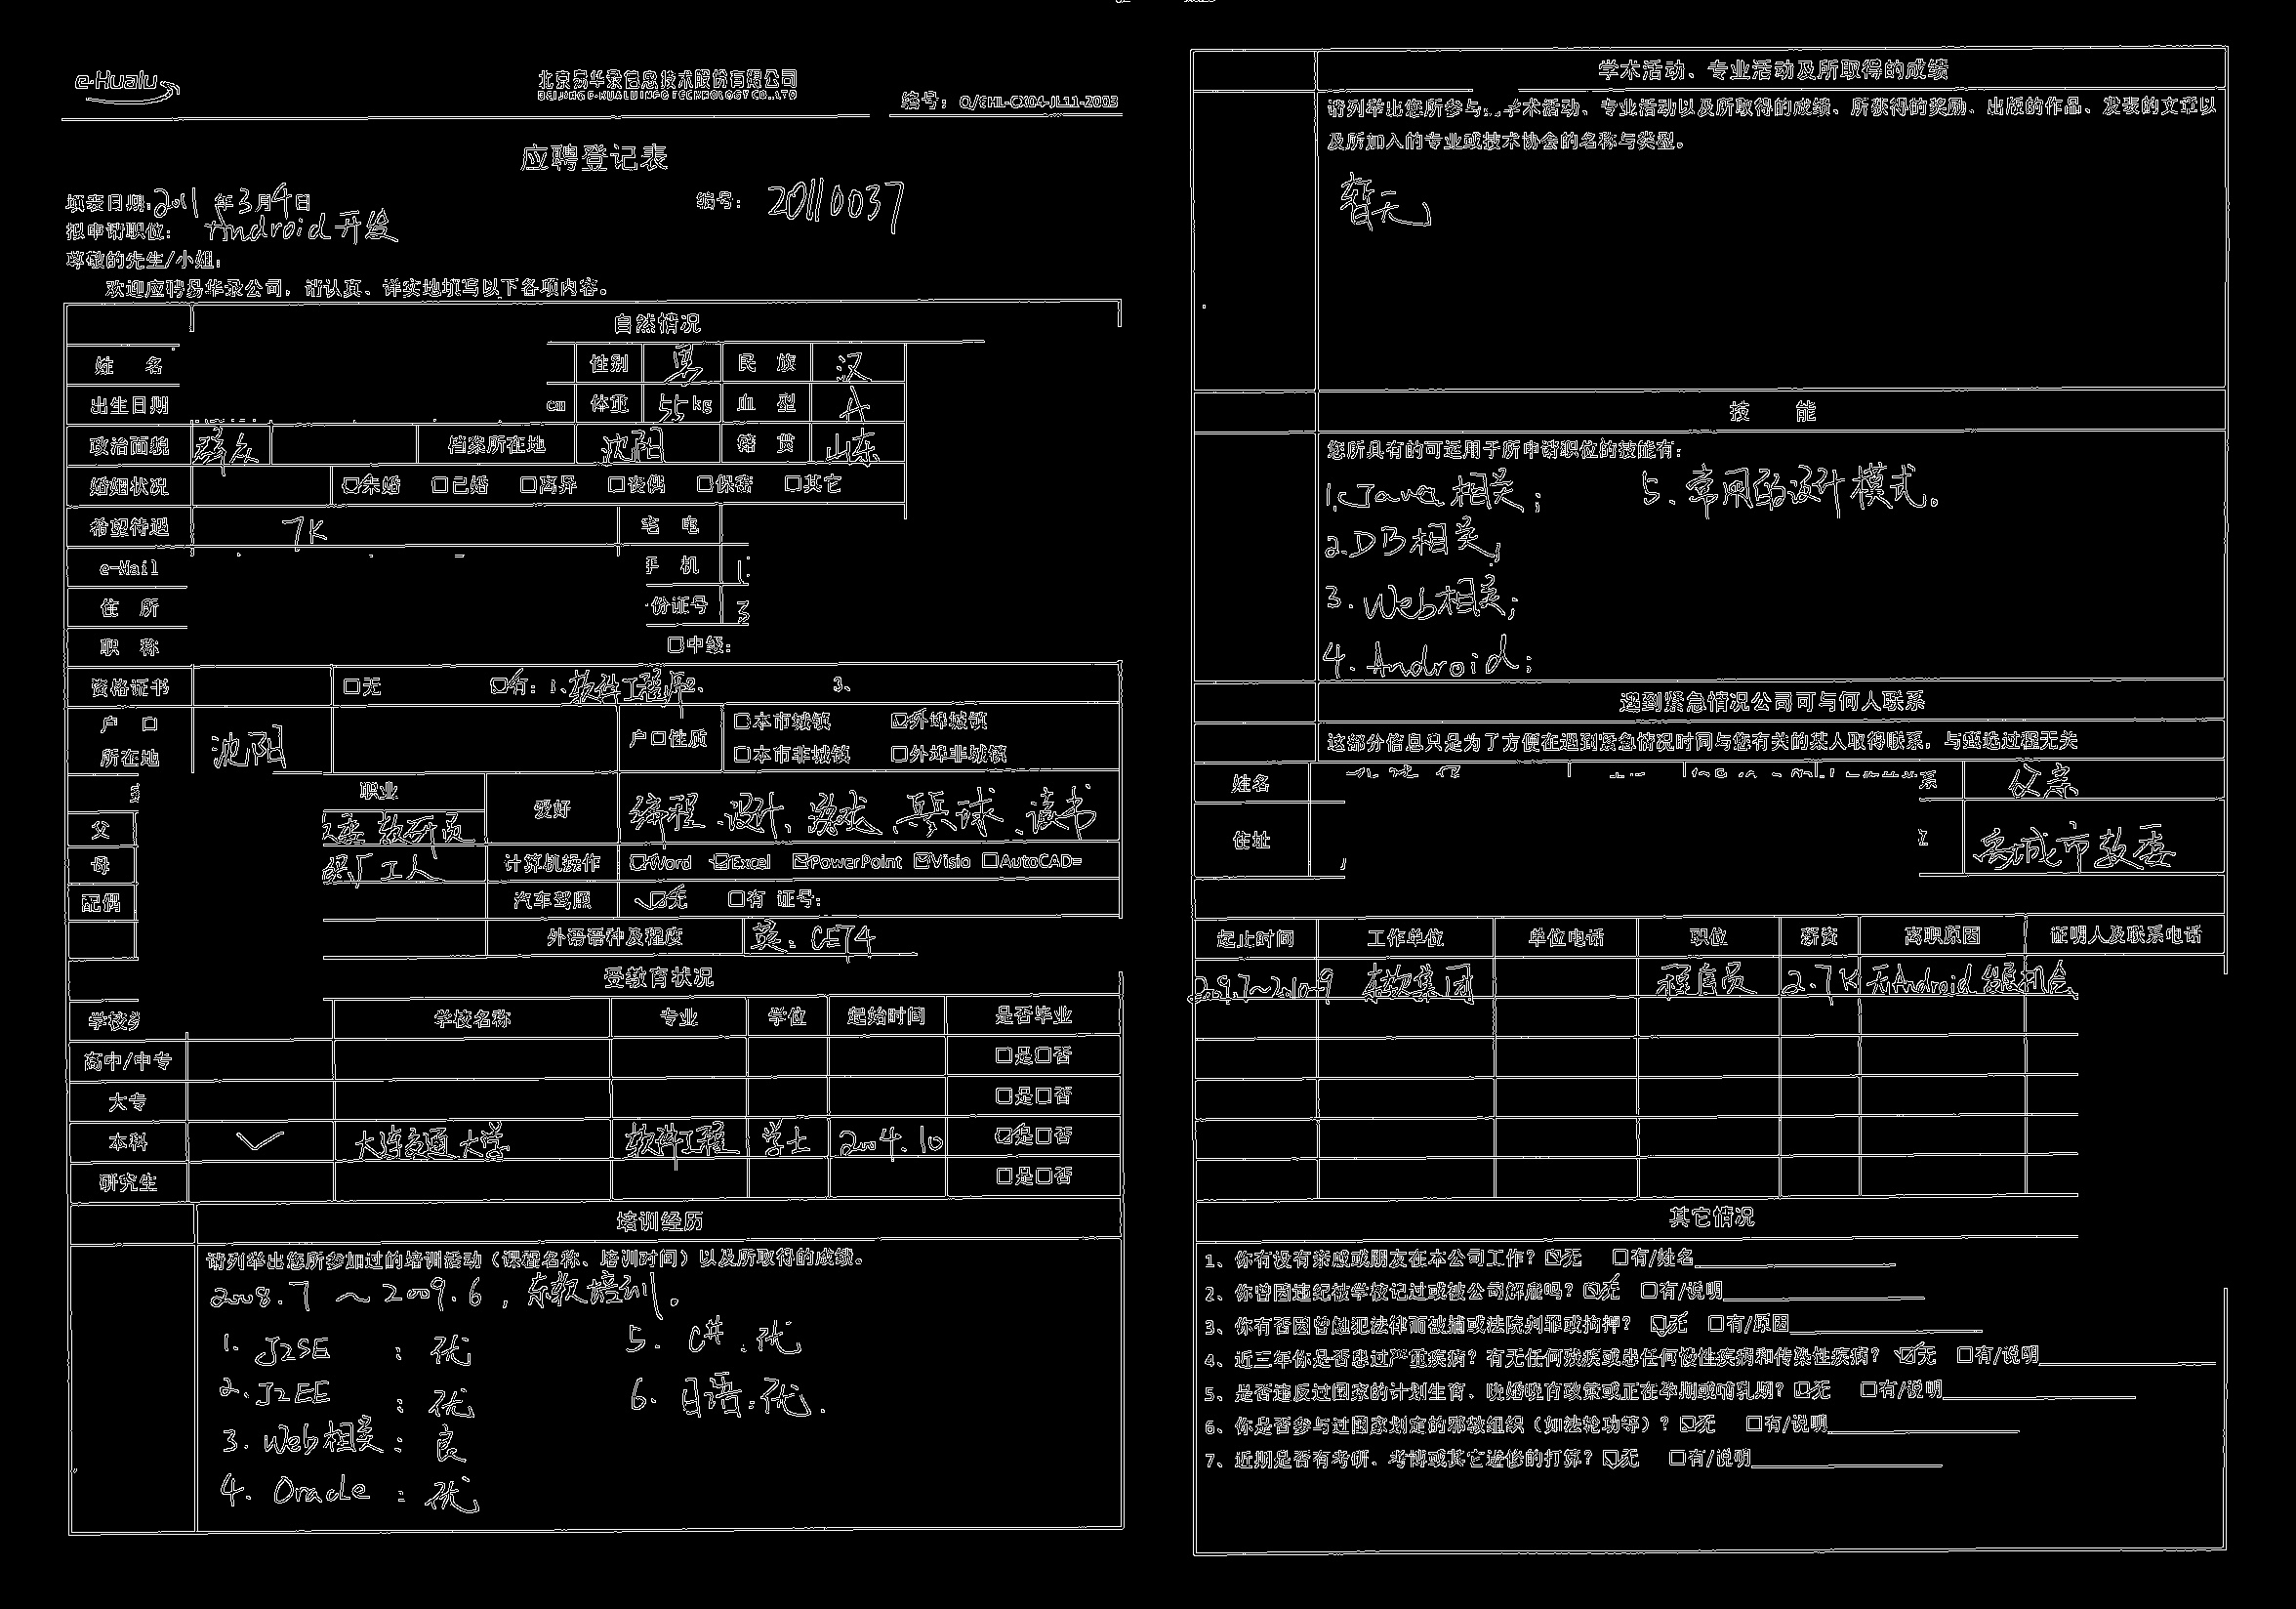 e-Hualu
北京易华录信息技术股份有限公司
BEIJING E-HUALU INFO TECHNOLOGY CO.,LTD
编号：Q/EHL-CX04-JL11-2003
应聘登记表
填表日期：2011 年 3 月 4 日 编号： 20110037
拟申请职位： Android 开发
尊敬的先生/小姐：
欢迎应聘易华录公司，请认真、详实地填写以下各项内容。
自然情况
姓 名 性别 男 民 族 汉
出生日期 cm 体重 55 kg 血 型 A
政治面貌 群众 档案所在地 沈阳 籍 贯 山东
婚姻状况 ☑未婚 □已婚 □离异 □丧偶 □保密 □其它
希望待遇 7K 宅 电
e-Mail 手 机
住 所 份证号
职 称 □中级：
资格证书 □无 ☑有：1、软件工程师2、 3、
户 口 所在地 沈阳 户口性质 □本市城镇 ☑外埠城镇
□本市非城镇 □外埠非城镇
职业 爱好 编程、设计、游戏、乒乓球、读书
父 教研员
母 工人 计算机操作 ☑Word ☑Excel ☑PowerPoint ☑Visio □AutoCAD
配偶 汽车驾照 ☑无 □有 证号：
外语语种及程度 英：CET4
受教育状况
学校 学校名称 专业 学位 起始时间 是否毕业
高中/中专 □是□否
大专 □是□否
本科 ✓ 大连交通大学 软件工程 学士 2004.10 ☑是□否
研究生 □是□否
培训经历
请列举出您所参加过的培训活动（课程名称、培训时间）以及所取得的成绩。
2008.7 ～ 2009.6，东软培训。
1. J2SE ：优 5. C#：优
2. J2EE ：优 6. 日语：优.
3. Web相关：良
4. Oracle ：优
学术活动、专业活动及所取得的成绩
请列举出您所参与 学术活动、专业活动以及所取得的成绩、所获得的奖励、出版的作品、发表的文章以
及所加入的专业或技术协会的名称与类型。
暂无
技 能
您所具有的可运用于所申请职位的技能有：
1.Java相关； 5.常用的设计模式。
2.DB相关；
3.Web相关；
4.Android；
遇到紧急情况公司可与何人联系
这部分信息只是为了方便在遇到紧急情况时同与您有关的某人取得联系，与甄选过程无关
姓名 系 父亲
住址 禹城市教委
起止时间 工作单位 单位电话 职位 薪资 离职原因 证明人及联系电话
2009.7～2010.9 东软集团 程序员 2.7K 无Android发展机会
其它情况
1、你有没有亲戚或朋友在本公司工作？☑无 □有/姓名
2、你曾因违纪被学校记过或被公司解雇吗？☑无 □有/说明
3、你有否因曾触犯法律而被捕或法院判罪或拘押？ ☑无 □有/原因
4、近三年你是否患过严重疾病？有无任何残疾或患任何慢性疾病和传染性疾病？ ☑无 □有/说明
5、是否违反过国家的计划生育、晚婚晚育政策或正在孕期或哺乳期？☑无 □有/说明
6、你是否参与过国家划定的邪教组织（如法轮功等）？☑无 □有/说明
7、近期是否有考研、考博或其它进修的打算？☑无 □有/说明